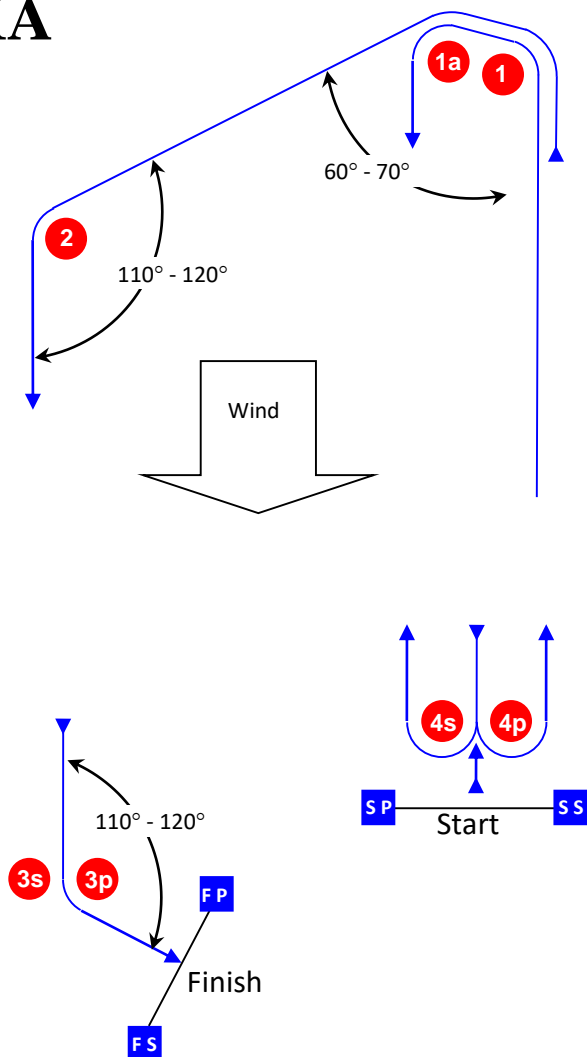 1a
1
60° - 70°
2
110° - 120°
Wind
4s 4p
S P S S
Start
110° - 120°
3s 3p
F P
Finish
F S